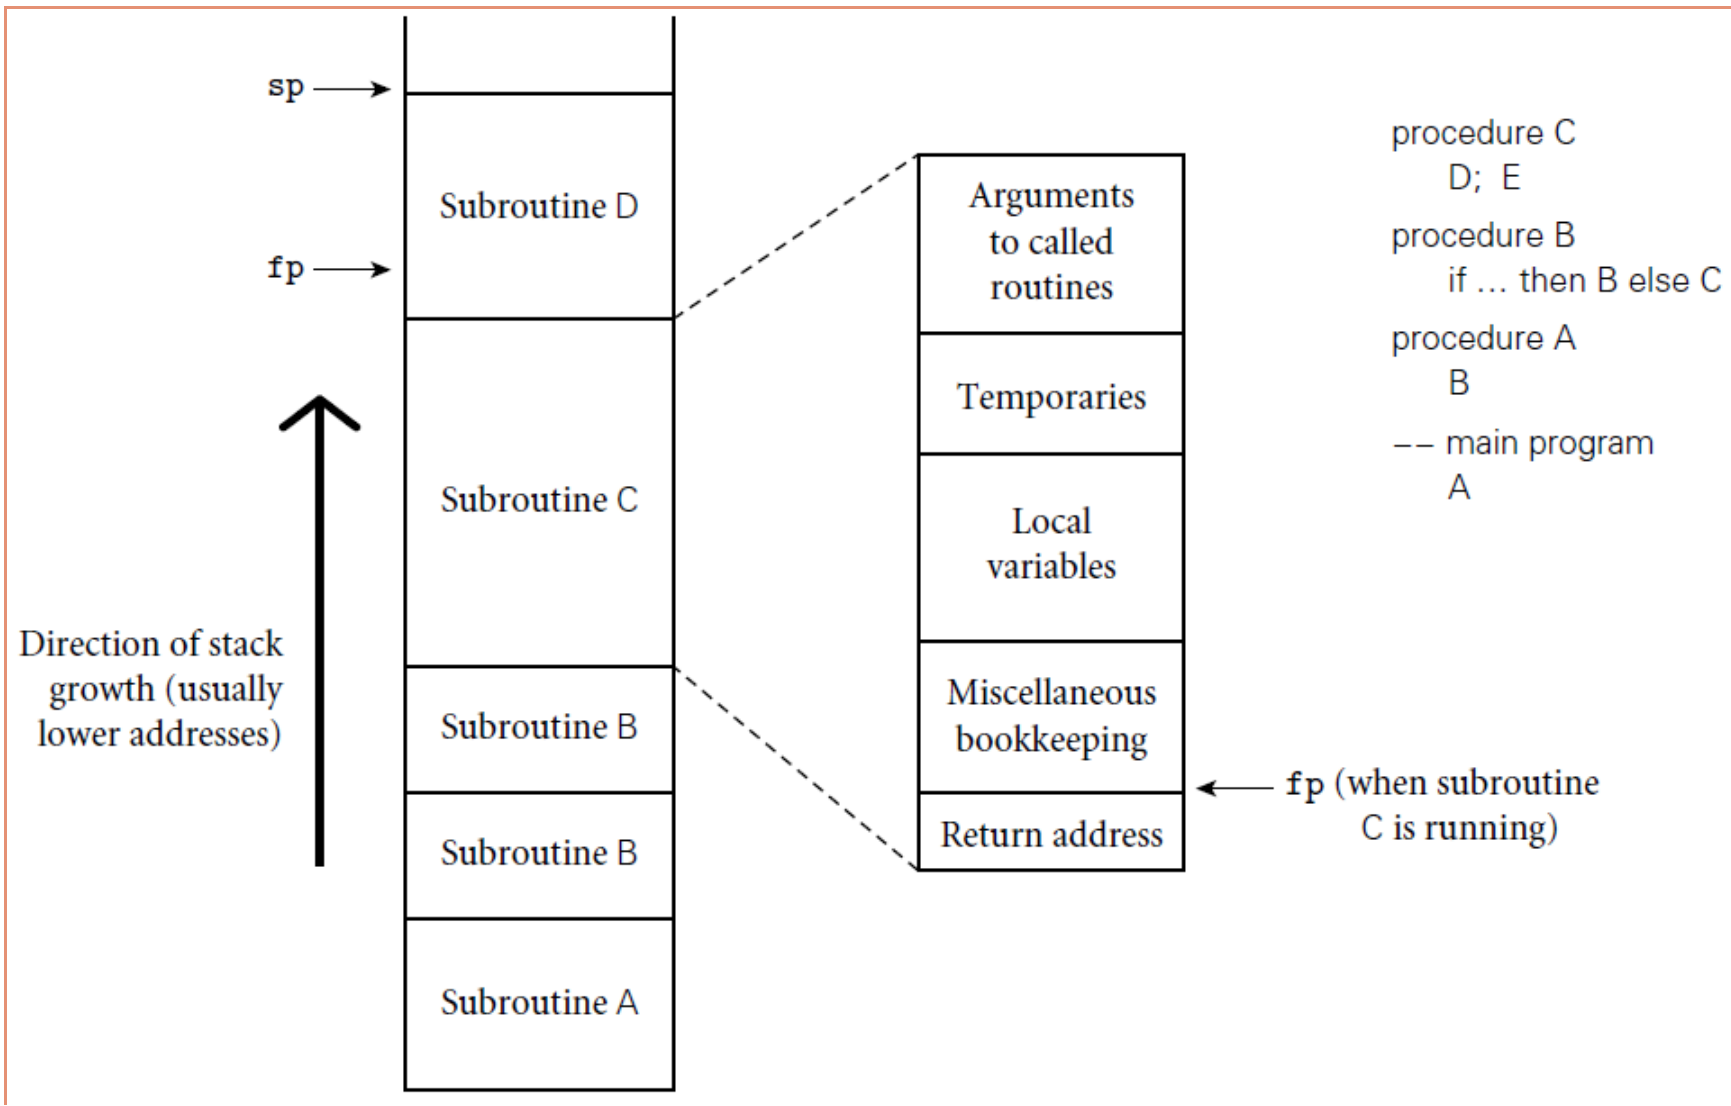 sp
Subroutine D
fp
Subroutine C
Direction of stack
growth (usually
lower addresses)
Subroutine B
Subroutine B
Subroutine A
Arguments
to called
routines
Temporaries
Local
variables
Miscellaneous
bookkeeping
Return address
fp (when subroutine
C is running)
procedure C
D; E
procedure B
if ... then B else C
procedure A
B
-- main program
A